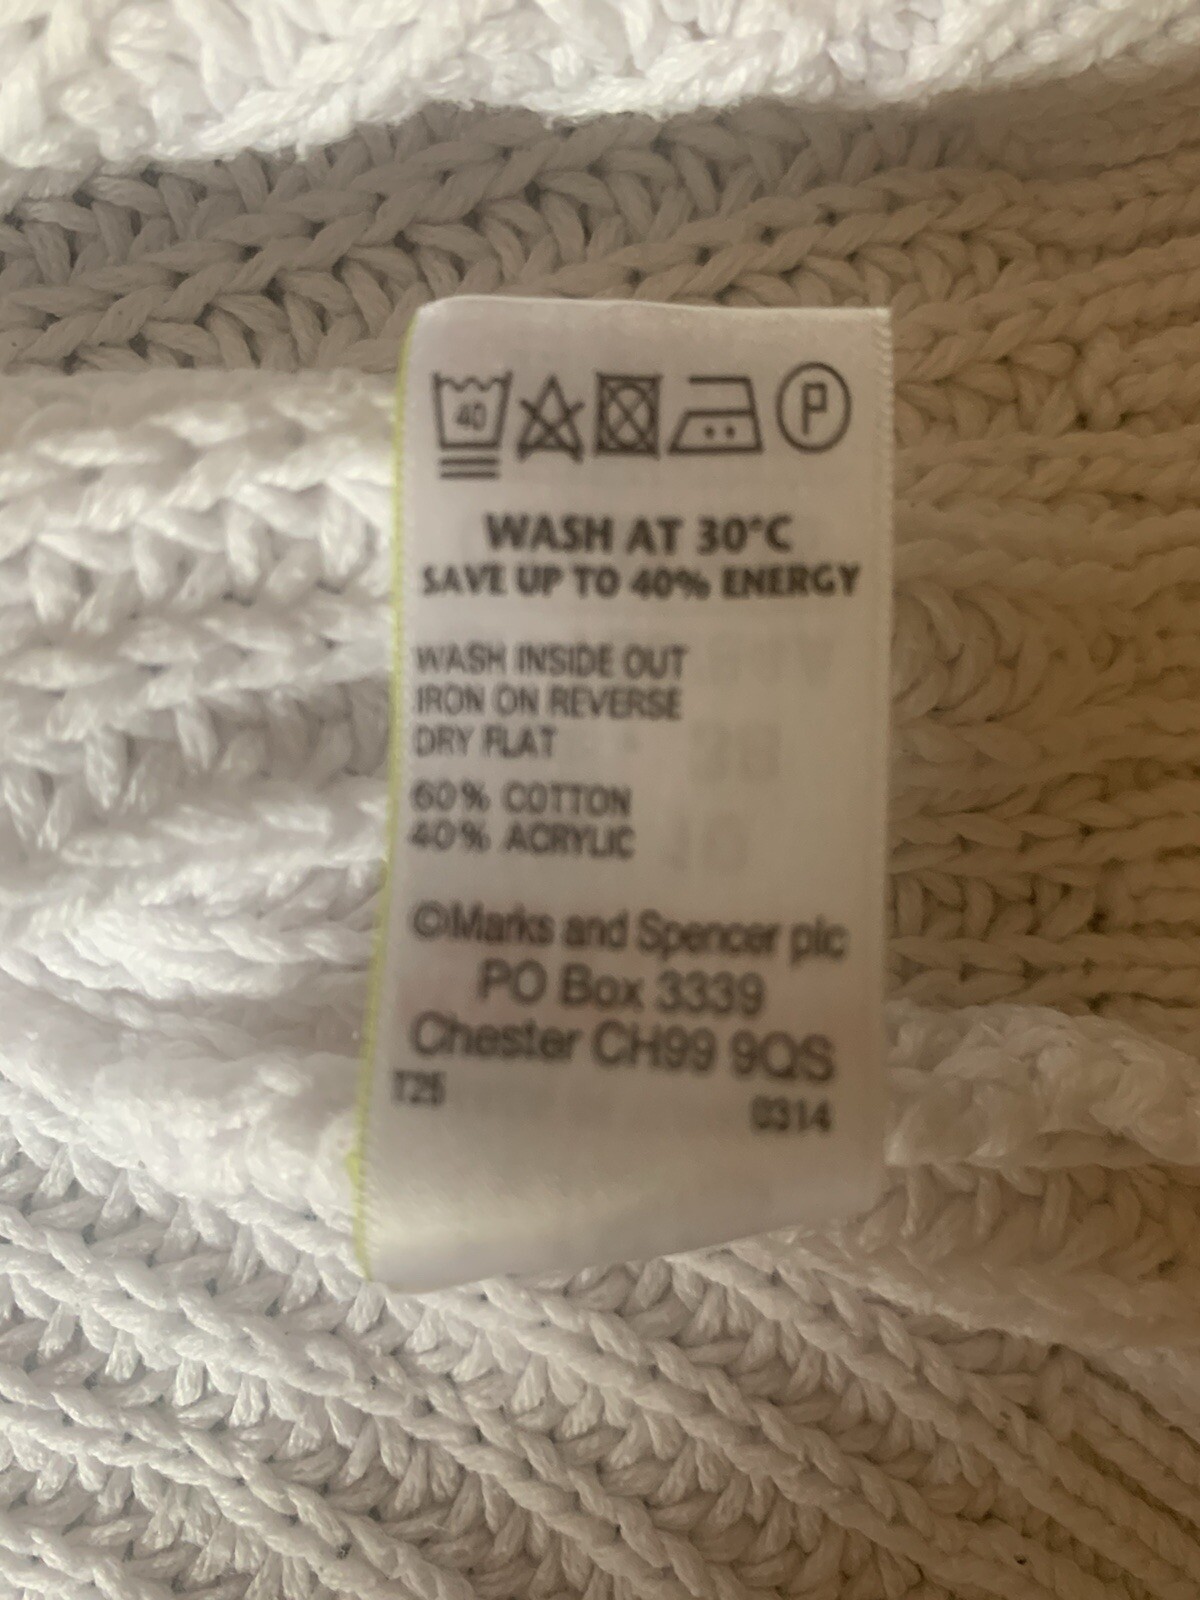 40 P
WASH AT 30°C
SAVE UP TO 40% ENERGY
WASH INSIDE OUT
IRON ON REVERSE
DRY FLAT
60% COTTON
40% ACRYLIC
©Marks and Spencer plc
PO Box 3339
Chester CH99 9QS
T25 0314